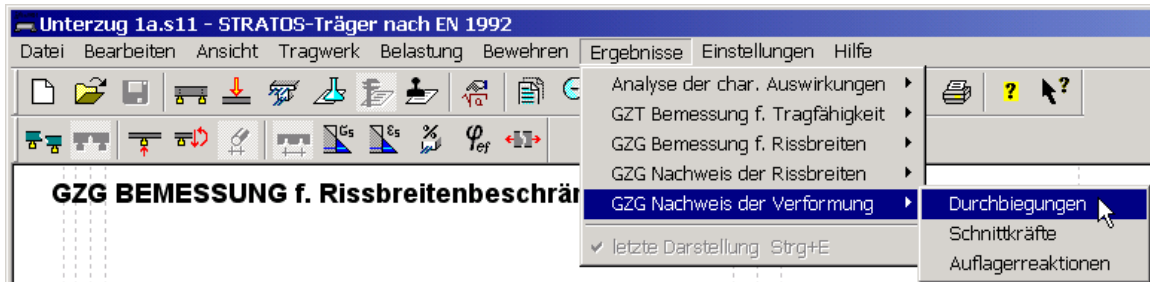 Unterzug 1a.s11 - STRATOS-Träger nach EN 1992
Datei Bearbeiten Ansicht Tragwerk Belastung Bewehren Ergebnisse Einstellungen Hilfe
Analyse der char. Auswirkungen
GZT Bemessung f. Tragfähigkeit
GZG Bemessung f. Rissbreiten
GZG Nachweis der Rissbreiten
GZG Nachweis der Verformung
letzte Darstellung Strg+E
Durchbiegungen
Schnittkräfte
Auflagerreaktionen
GZG BEMESSUNG f. Rissbreitenbeschrän